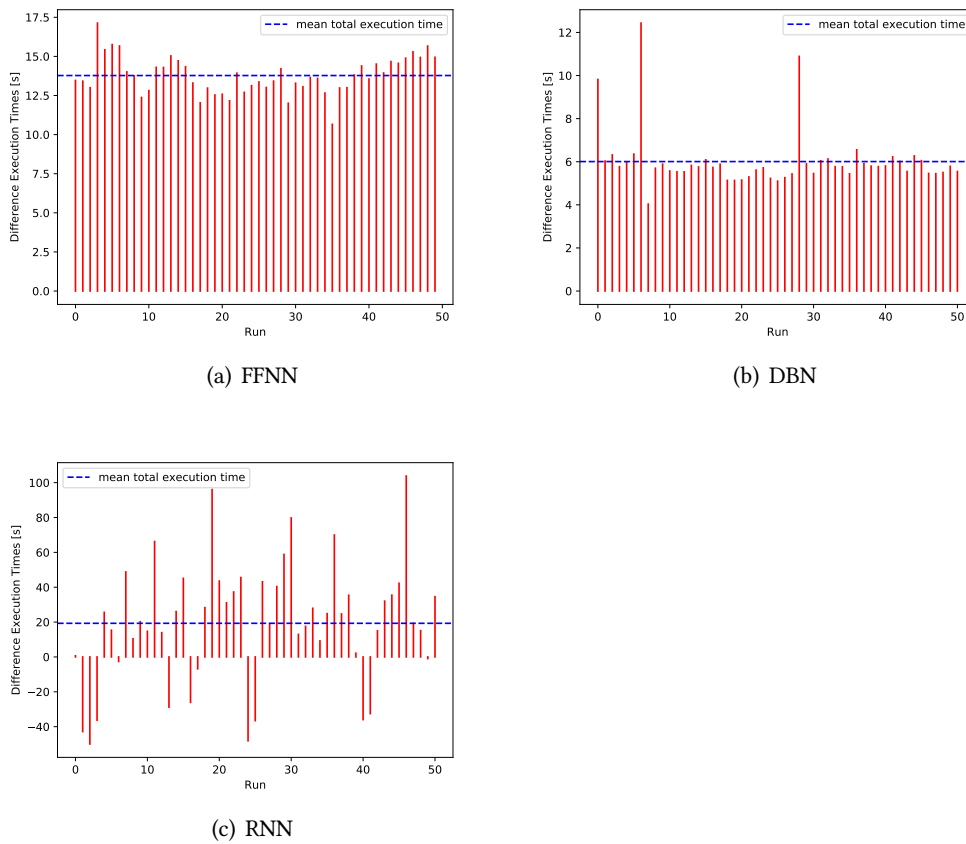 17.5
15.0
12.5
10.0
7.5
5.0
2.5
0.0
Difference Execution Times [s]
mean total execution time
0 10 20 30 40 50
Run
(a) FFNN
12
10
8
6
4
2
0
Difference Execution Times [s]
mean total execution time
0 10 20 30 40 50
Run
(b) DBN
100
80
60
40
20
0
−20
−40
Difference Execution Times [s]
mean total execution time
0 10 20 30 40 50
Run
(c) RNN